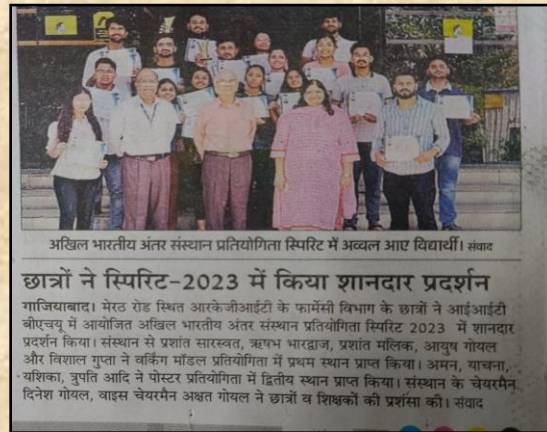 अखिल भारतीय अंतर संस्थान प्रतियोगिता स्पिरिट में अव्वल आए विद्यार्थी। संवाद
छात्रों ने स्पिरिट-2023 में किया शानदार प्रदर्शन
गाजियाबाद। मेरठ रोड स्थित आरकेजीआईटी के फार्मेसी विभाग के छात्रों ने आईआईटी
बीएचयू में आयोजित अखिल भारतीय अंतर संस्थान प्रतियोगिता स्पिरिट 2023 में शानदार
प्रदर्शन किया। संस्थान से प्रशांत सारस्वत, ऋषभ भारद्वाज, प्रशांत मलिक, आयुष गोयल
और विशाल गुप्ता ने वर्किंग मॉडल प्रतियोगिता में प्रथम स्थान प्राप्त किया। अमन, याचना,
यशिका, त्रुपति आदि ने पोस्टर प्रतियोगिता में द्वितीय स्थान प्राप्त किया। संस्थान के चेयरमैन
दिनेश गोयल, वाइस चेयरमैन अक्षत गोयल ने छात्रों व शिक्षकों की प्रशंसा की। संवाद